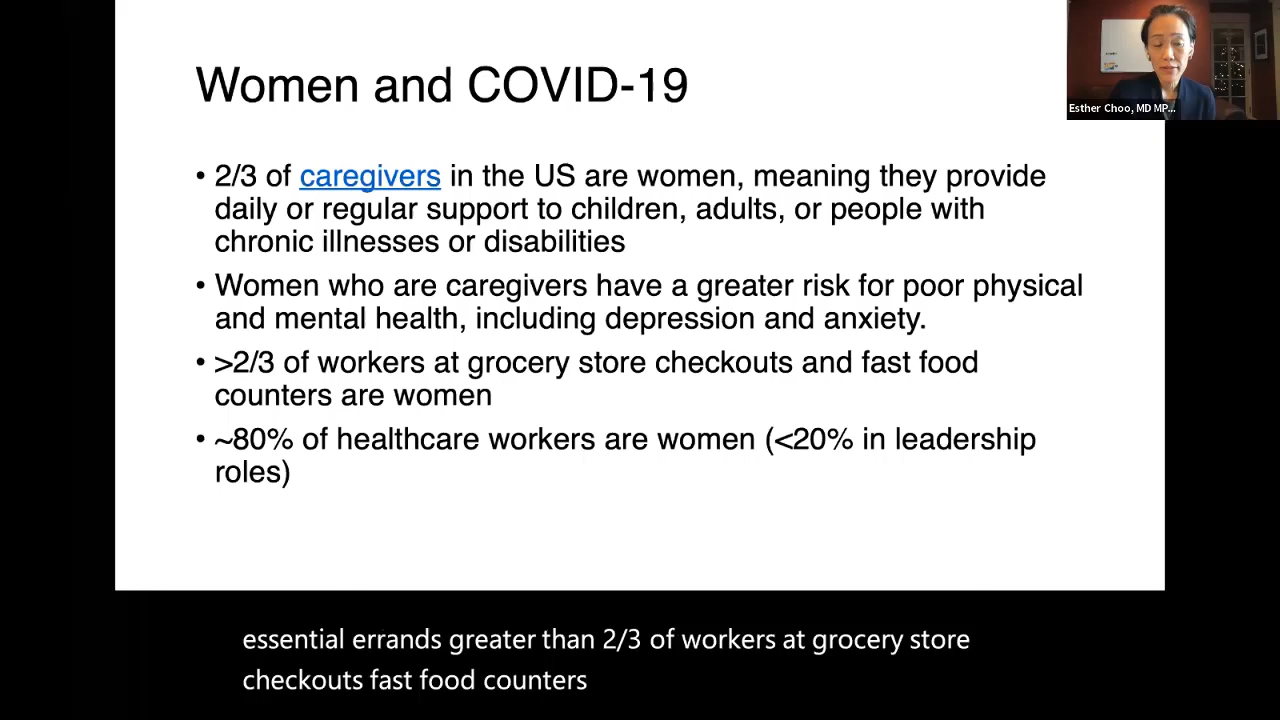 Women and COVID-19
Esther Choo, MD MP...
• 2/3 of caregivers in the US are women, meaning they provide
daily or regular support to children, adults, or people with
chronic illnesses or disabilities
• Women who are caregivers have a greater risk for poor physical
and mental health, including depression and anxiety.
• >2/3 of workers at grocery store checkouts and fast food
counters are women
• ~80% of healthcare workers are women (<20% in leadership
roles)
essential errands greater than 2/3 of workers at grocery store
checkouts fast food counters